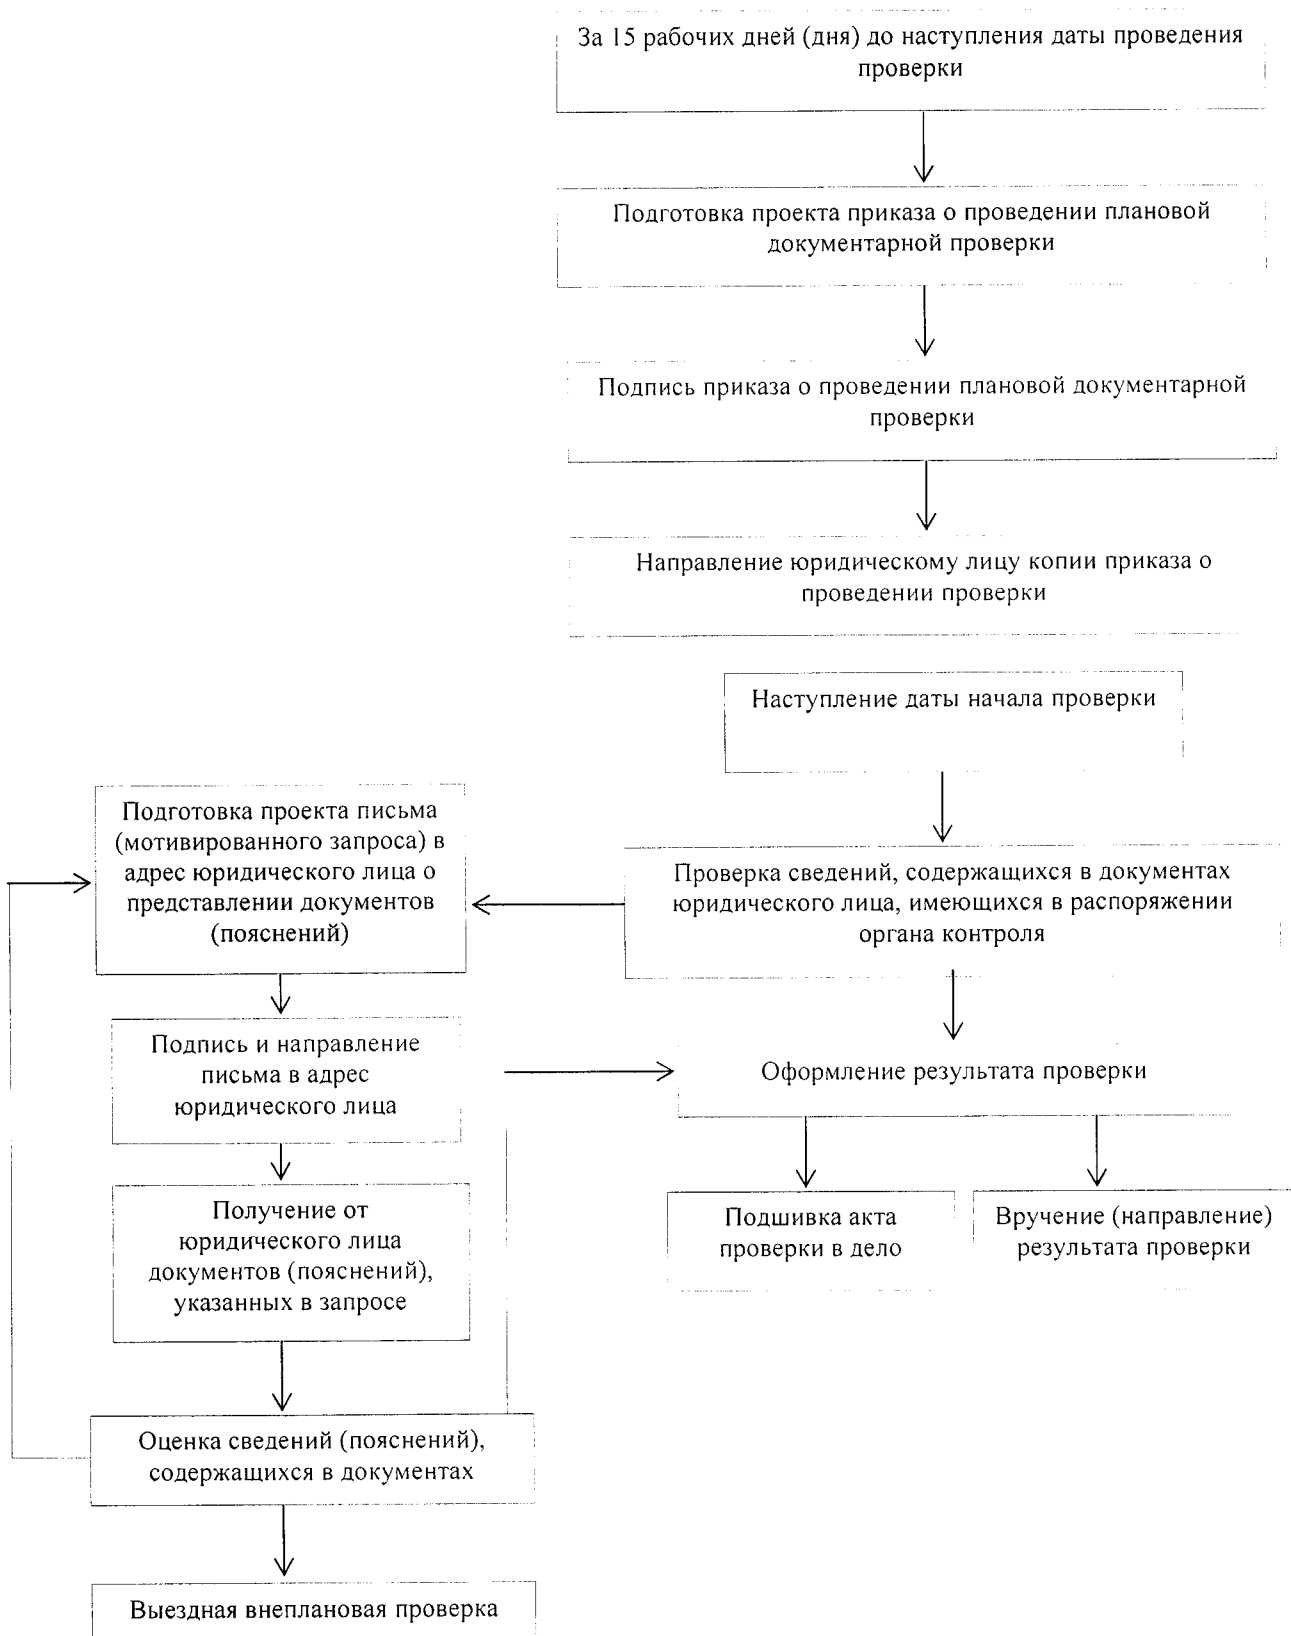 За 15 рабочих дней (дня) до наступления даты проведения
проверки
Подготовка проекта приказа о проведении плановой
документарной проверки
Подпись приказа о проведении плановой документарной
проверки
Направление юридическому лицу копии приказа о
проведении проверки
Наступление даты начала проверки
Подготовка проекта письма
(мотивированного запроса) в
адрес юридического лица о
представлении документов
(пояснений)
Проверка сведений, содержащихся в документах
юридического лица, имеющихся в распоряжении
органа контроля
Подпись и направление
письма в адрес
юридического лица
Оформление результата проверки
Получение от
юридического лица
документов (пояснений),
указанных в запросе
Подшивка акта
проверки в дело
Вручение (направление)
результата проверки
Оценка сведений (пояснений),
содержащихся в документах
Выездная внеплановая проверка